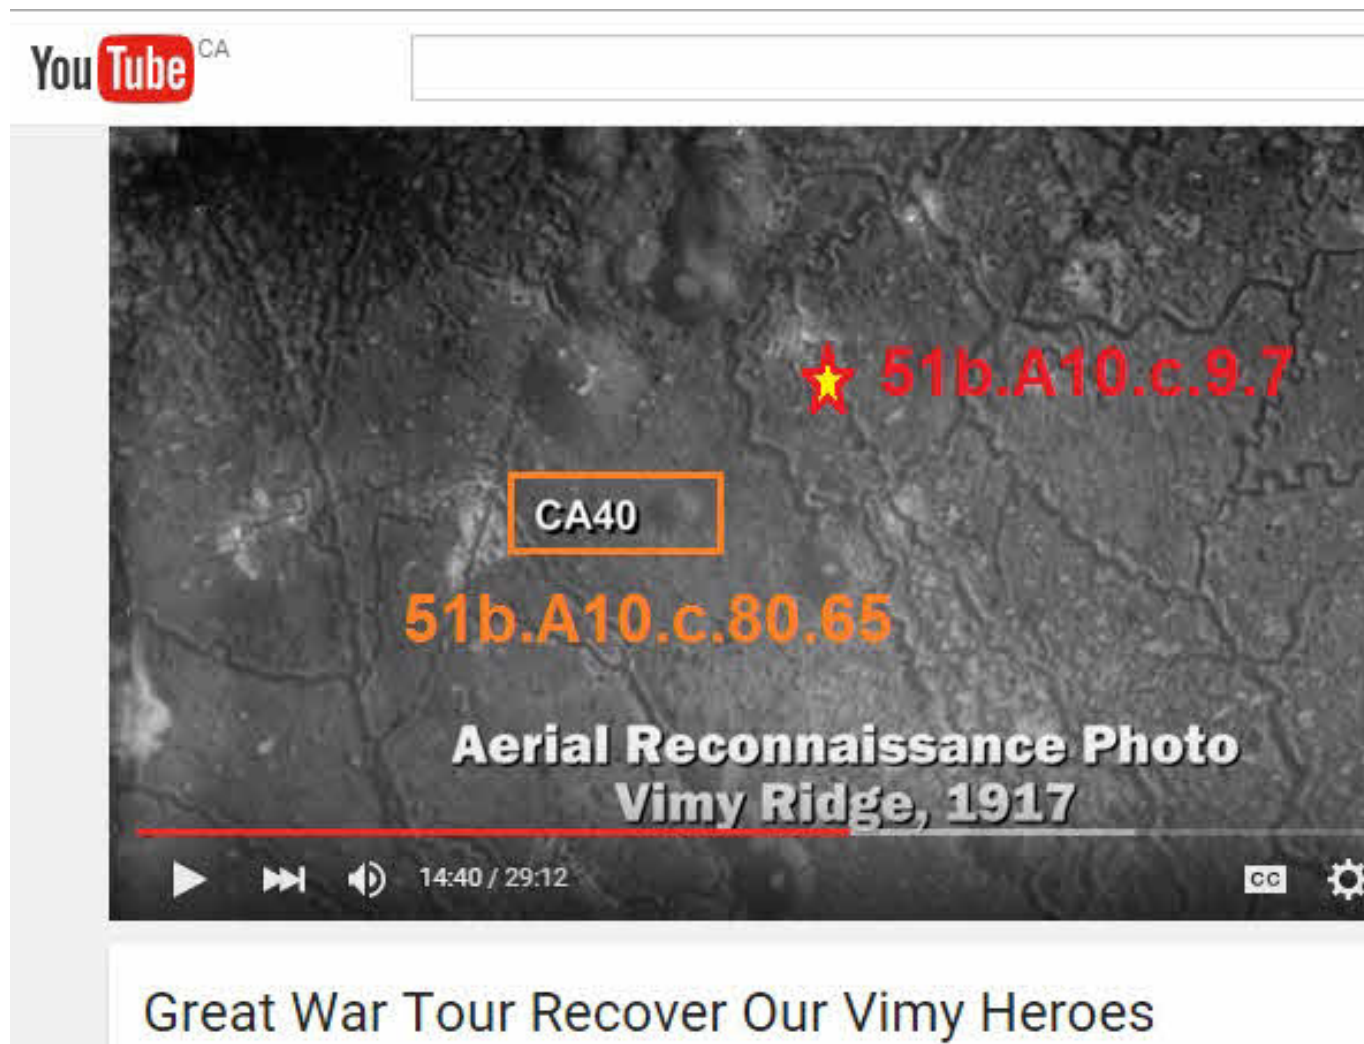 YouTube CA
51b.A10.c.9.7
CA40
51b.A10.c.80.65
Aerial Reconnaissance Photo
Vimy Ridge, 1917
14:40 / 29:12
CC
Great War Tour Recover Our Vimy Heroes